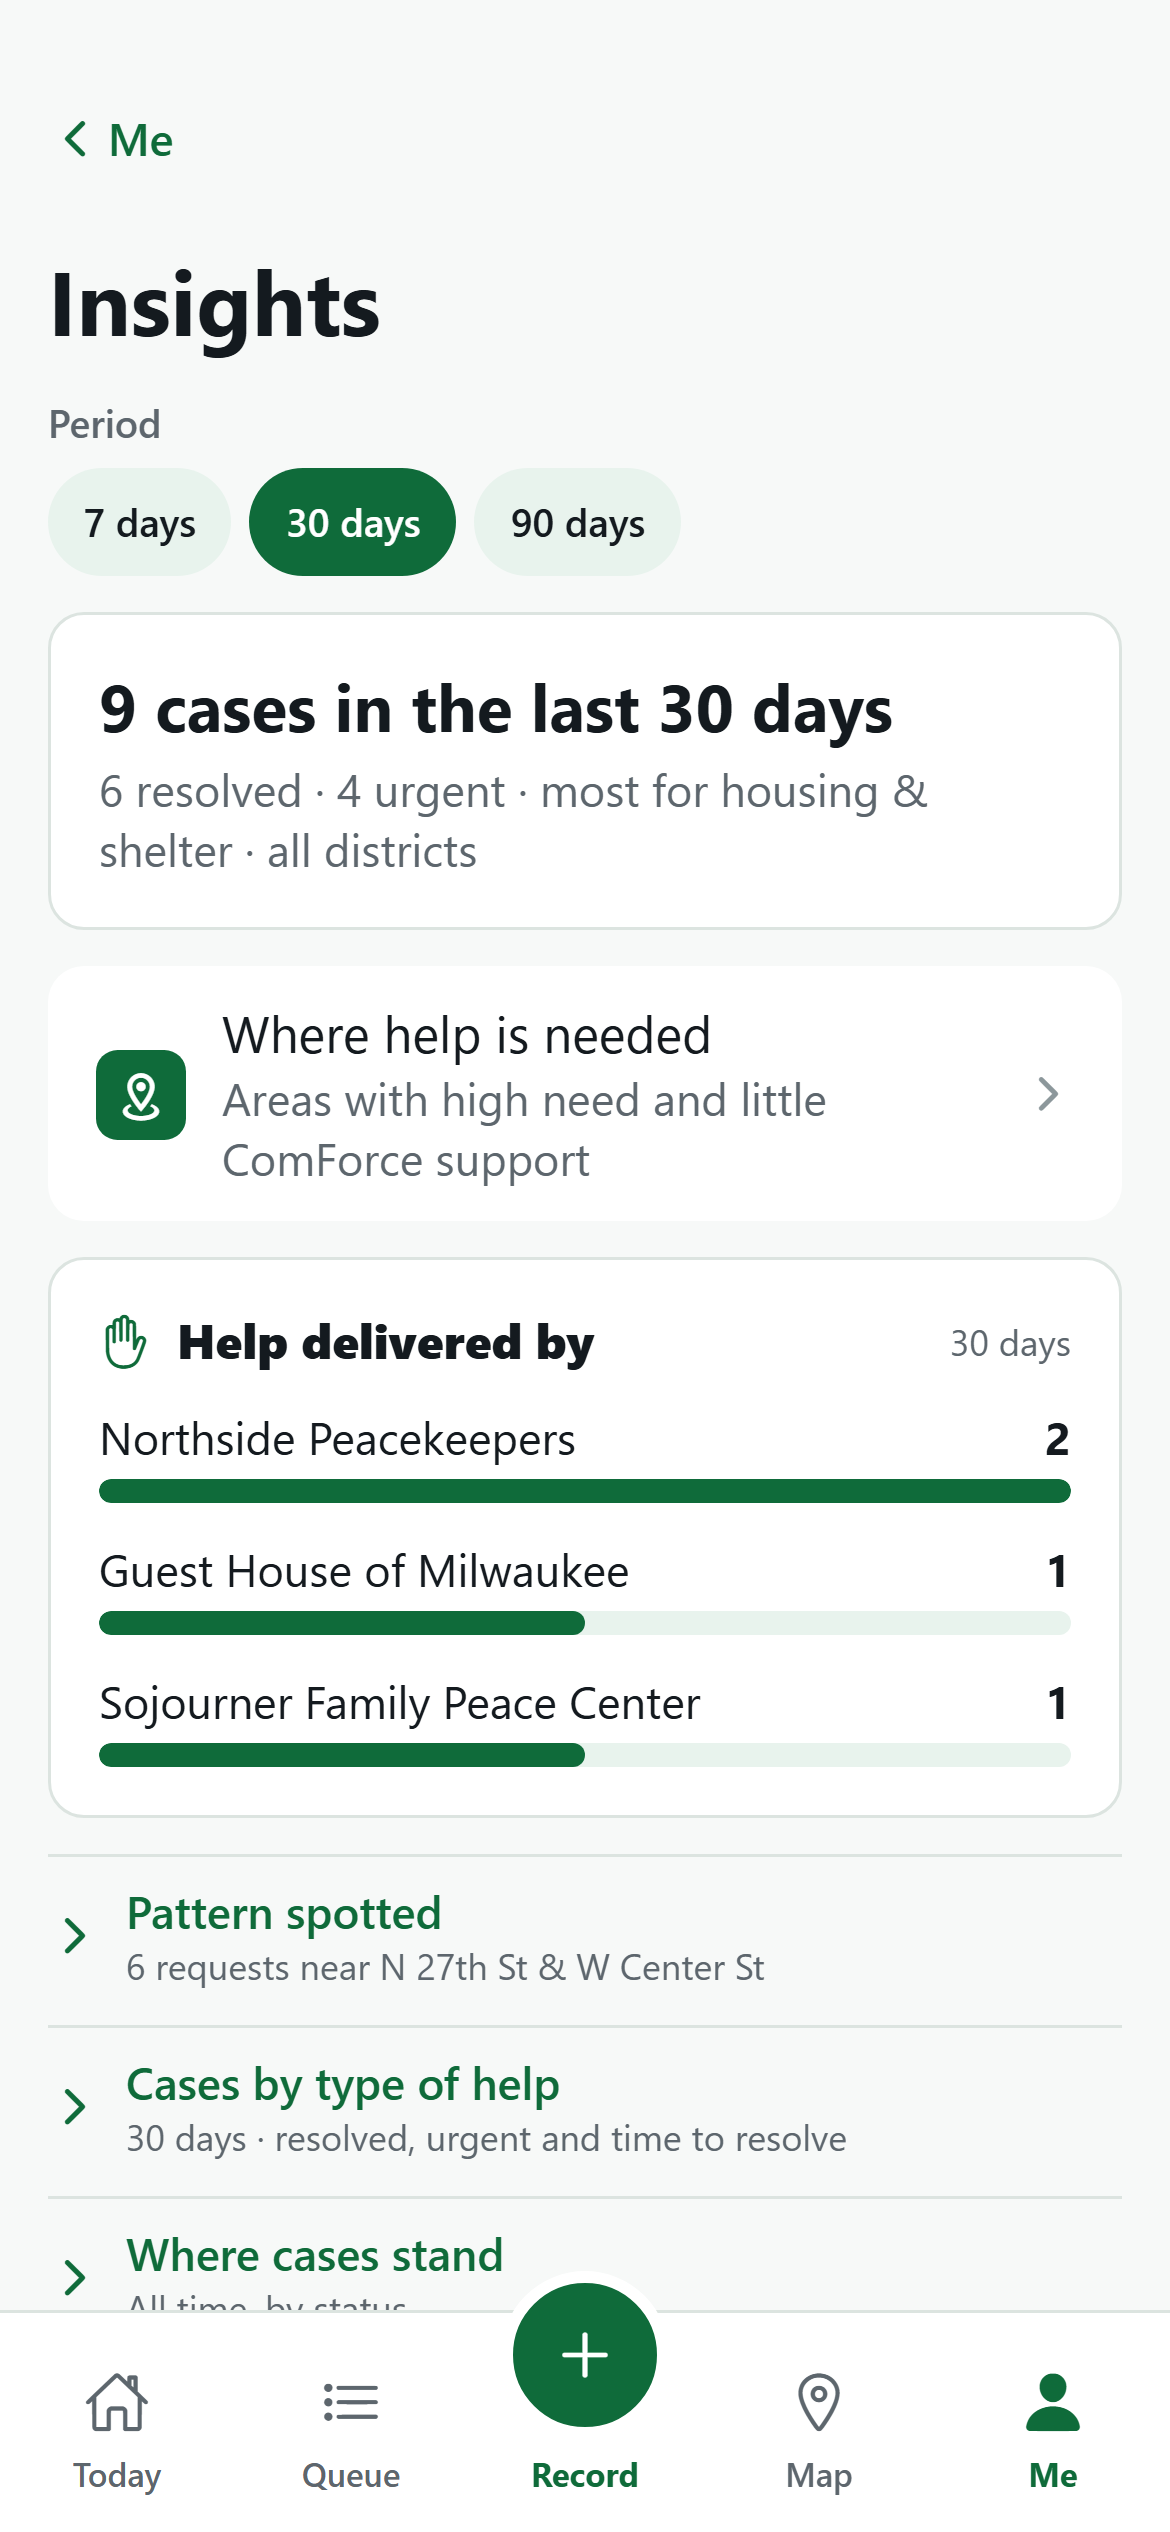 Me
Insights
Period
7 days
30 days
90 days
9 cases in the last 30 days
6 resolved · 4 urgent · most for housing &
shelter · all districts
Where help is needed
Areas with high need and little
ComForce support
Help delivered by
30 days
Northside Peacekeepers
2
Guest House of Milwaukee
1
Sojourner Family Peace Center
1
Pattern spotted
6 requests near N 27th St & W Center St
Cases by type of help
30 days · resolved, urgent and time to resolve
Where cases stand
All time, by status
Today
Queue
Record
Map
Me